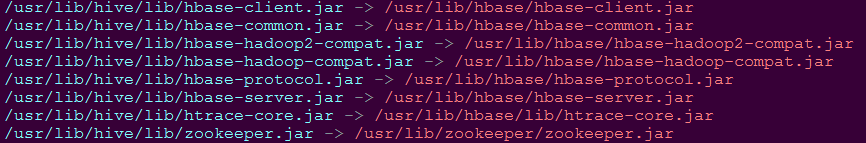 /usr/lib/hive/lib/hbase-client.jar -> /usr/lib/hbase/hbase-client.jar
/usr/lib/hive/lib/hbase-common.jar -> /usr/lib/hbase/hbase-common.jar
/usr/lib/hive/lib/hbase-hadoop2-compat.jar -> /usr/lib/hbase/hbase-hadoop2-compat.jar
/usr/lib/hive/lib/hbase-hadoop-compat.jar -> /usr/lib/hbase/hbase-hadoop-compat.jar
/usr/lib/hive/lib/hbase-protocol.jar -> /usr/lib/hbase/hbase-protocol.jar
/usr/lib/hive/lib/hbase-server.jar -> /usr/lib/hbase/hbase-server.jar
/usr/lib/hive/lib/htrace-core.jar -> /usr/lib/hbase/lib/htrace-core.jar
/usr/lib/hive/lib/zookeeper.jar -> /usr/lib/zookeeper/zookeeper.jar